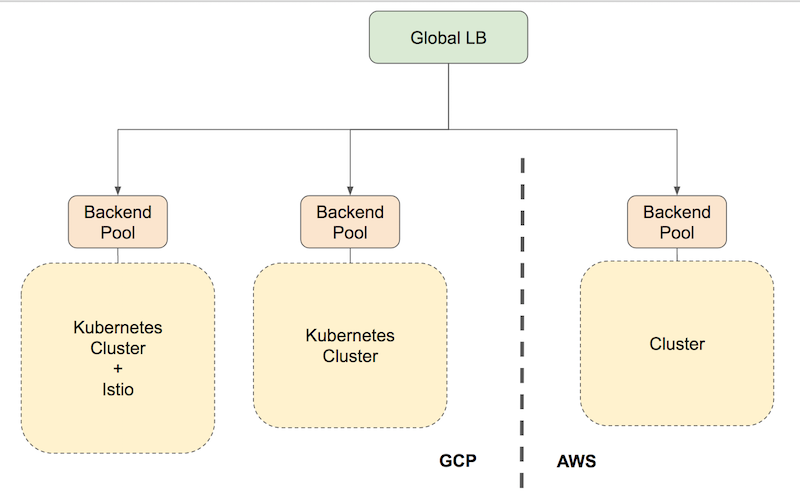 Global LB
Backend
Pool
Backend
Pool
Backend
Pool
Kubernetes
Cluster
+
Istio
Kubernetes
Cluster
Cluster
GCP
AWS